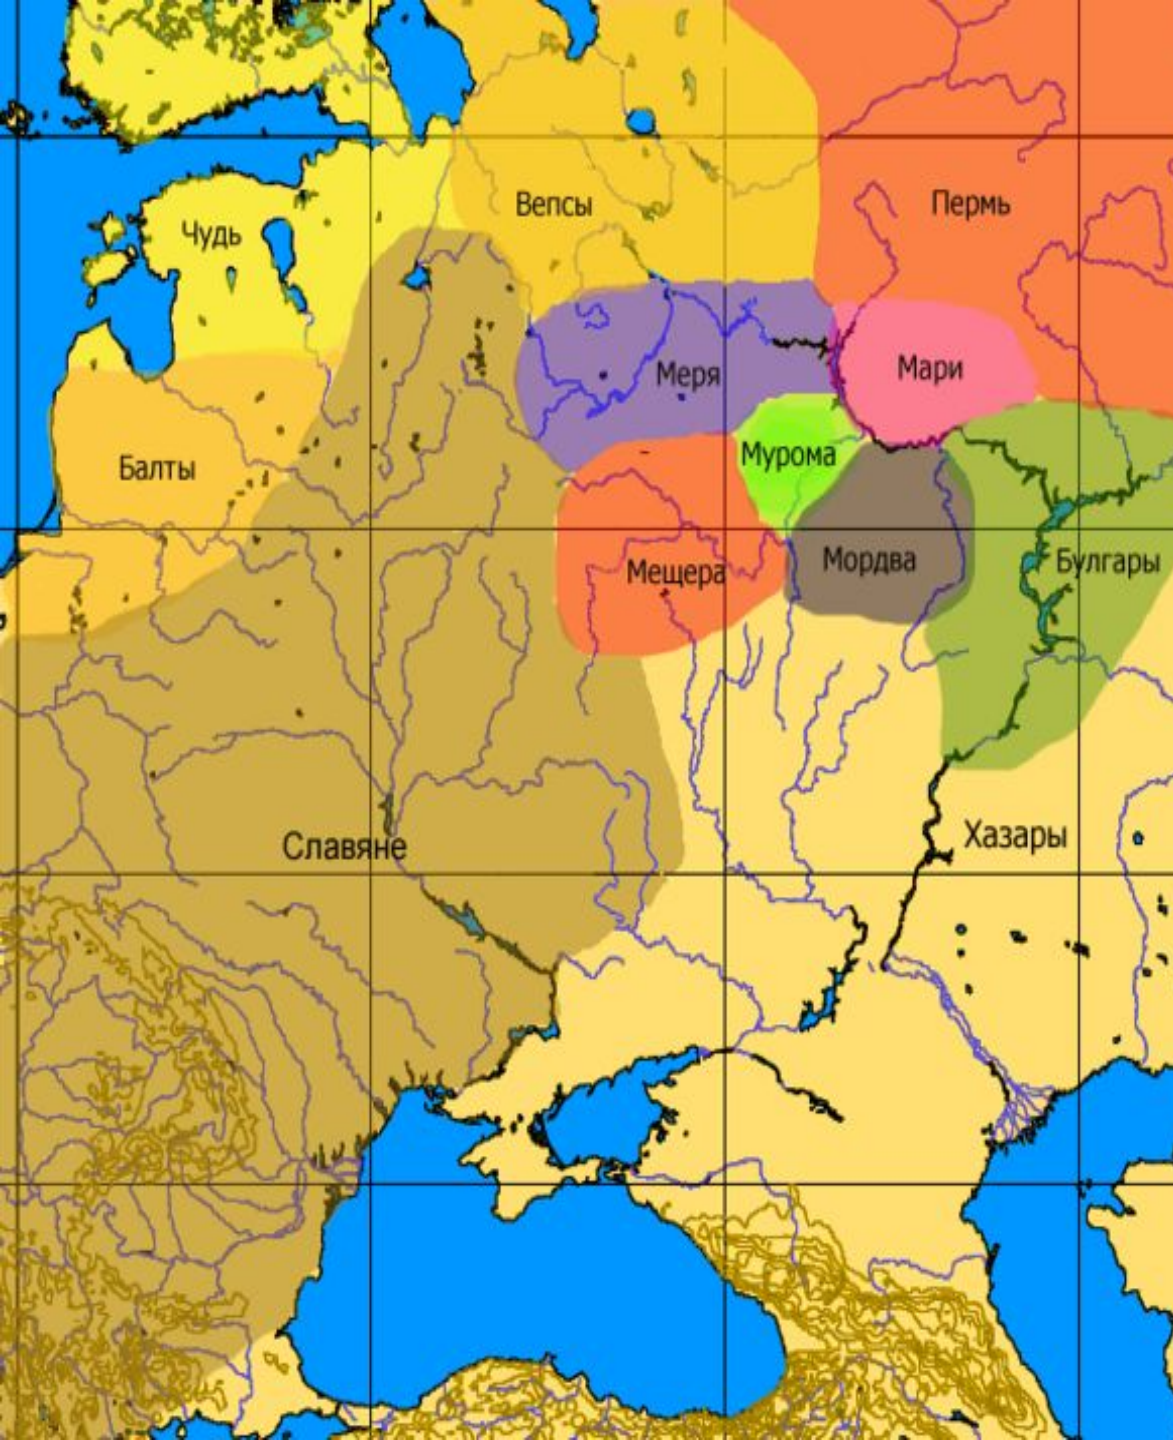 Вепсы
Пермь
Чудь
Мари
Меря
Мурома
Балты
Мордва
Булгары
Мещера
Хазары
Славяне